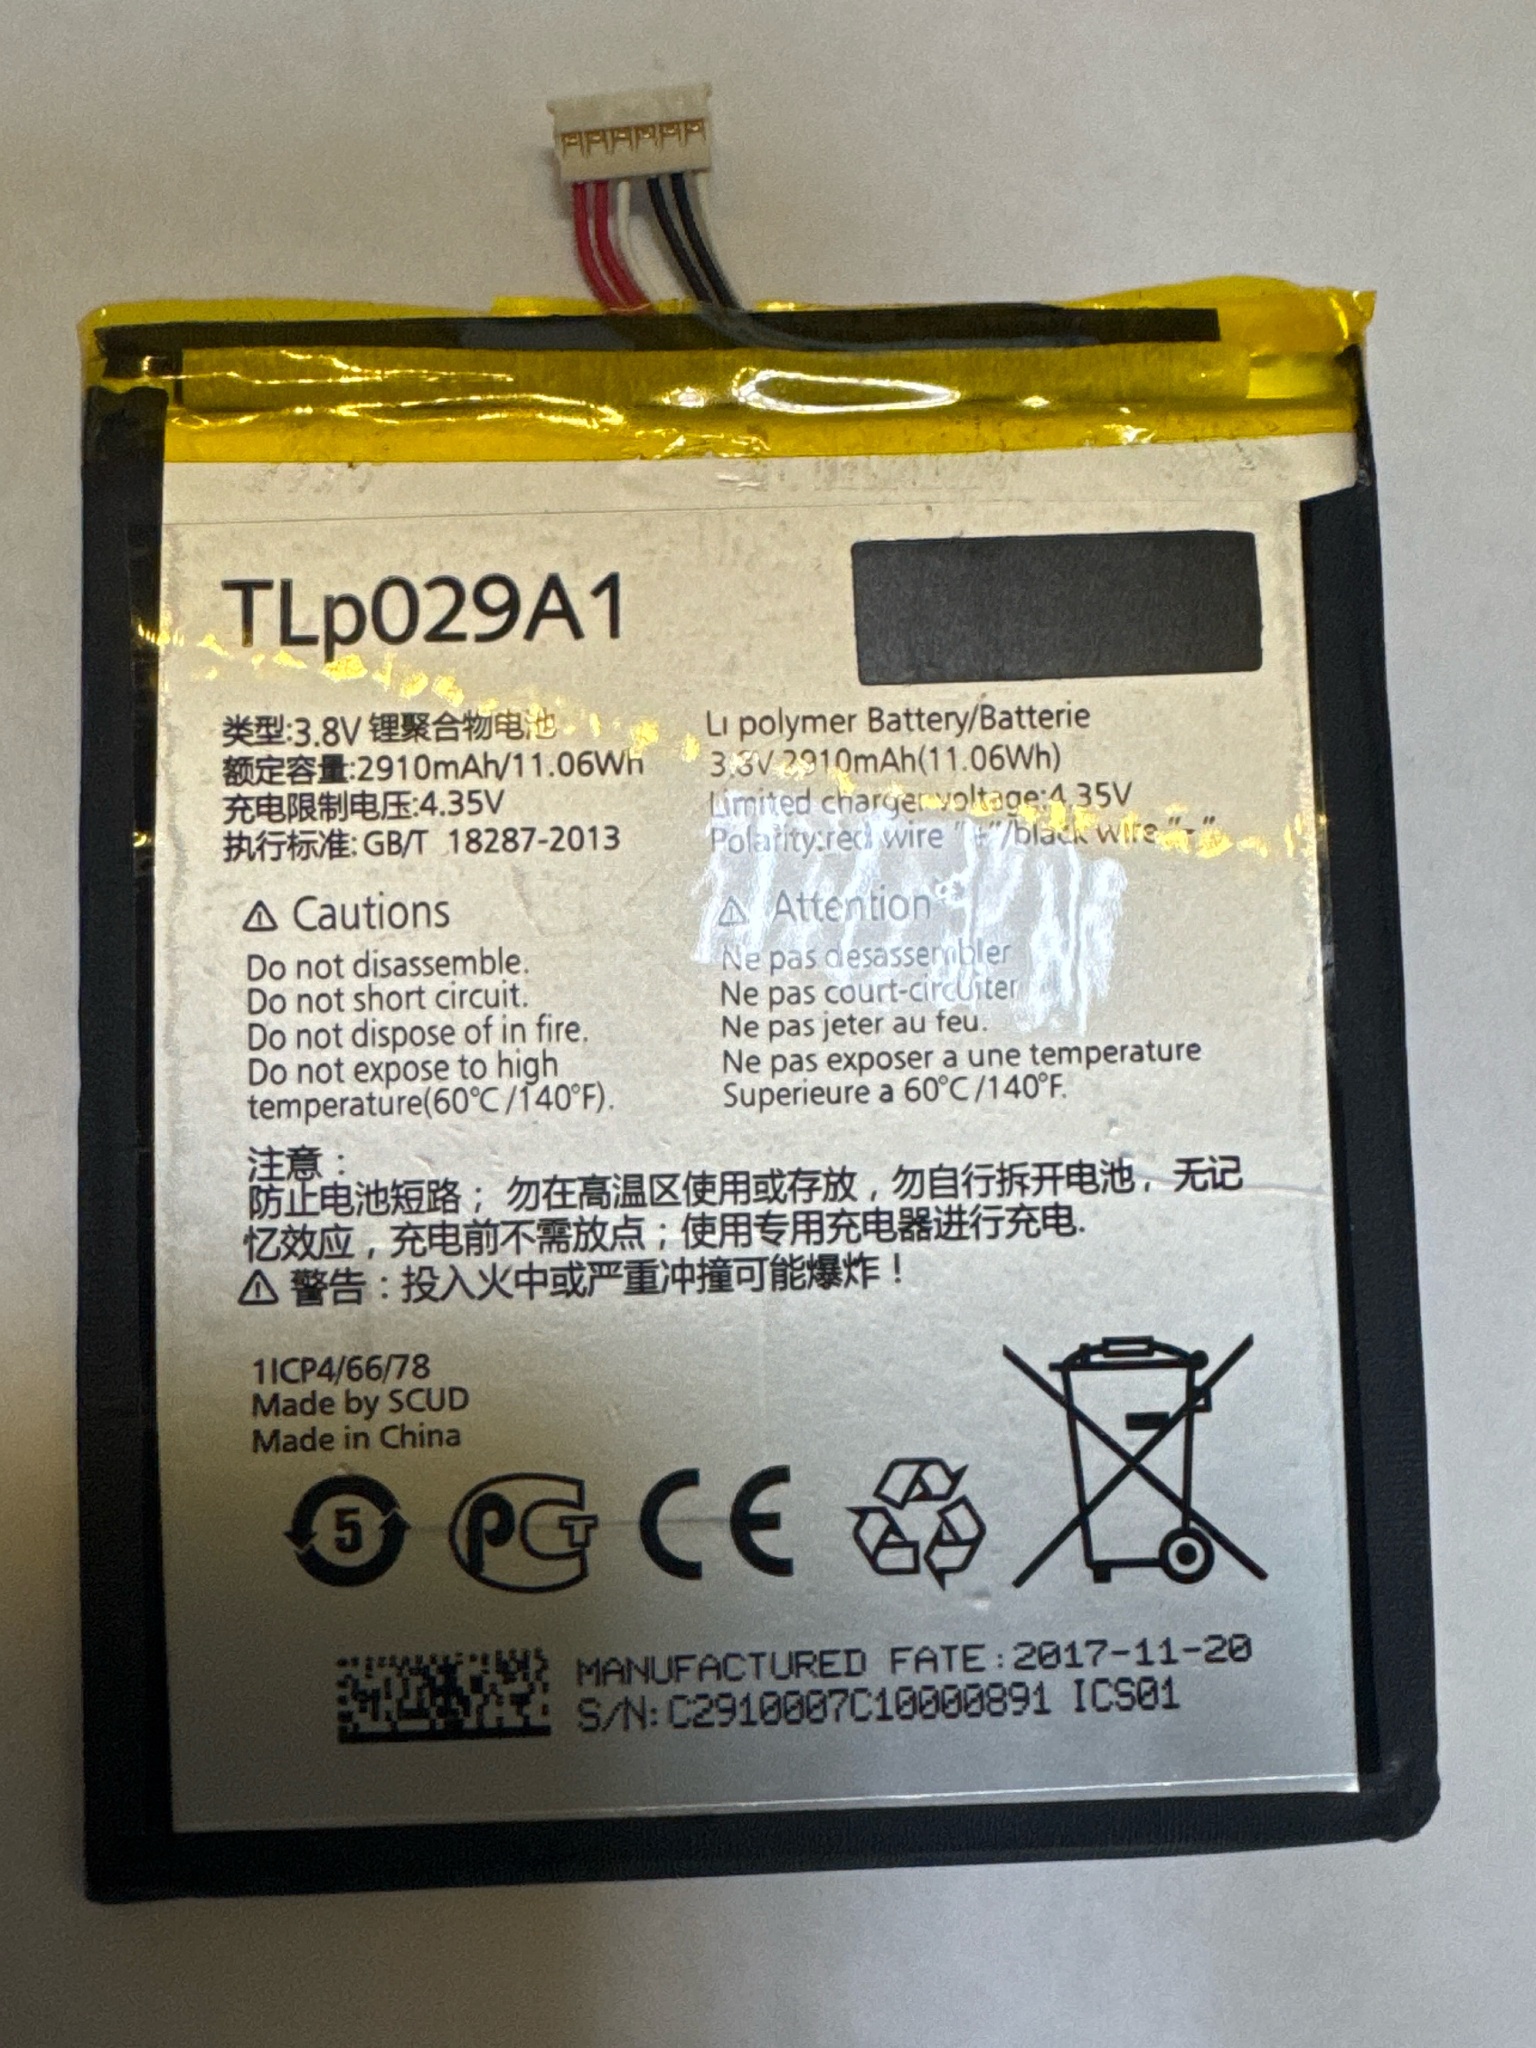 TLp029A1
类型:3.8V 锂聚合物电池
额定容量:2910mAh/11.06Wh
充电限制电压:4.35V
执行标准: GB/T 18287-2013
Li polymer Battery/Batterie
3.8V 2910mAh(11.06Wh)
Limited charger voltage:4.35V
Polarity:red wire "+"/black wire "-"
⚠ Cautions
Do not disassemble.
Do not short circuit.
Do not dispose of in fire.
Do not expose to high
temperature(60°C/140°F).
⚠ Attention
Ne pas desassembler
Ne pas court-circuiter
Ne pas jeter au feu.
Ne pas exposer a une temperature
Superieure a 60°C/140°F.
注意：
防止电池短路；勿在高温区使用或存放，勿自行拆开电池，无记
忆效应，充电前不需放点；使用专用充电器进行充电.
⚠ 警告：投入火中或严重冲撞可能爆炸！
1ICP4/66/78
Made by SCUD
Made in China
5
PCT
CE
MANUFACTURED FATE:2017-11-20
S/N:C2910007C10000891 ICS01